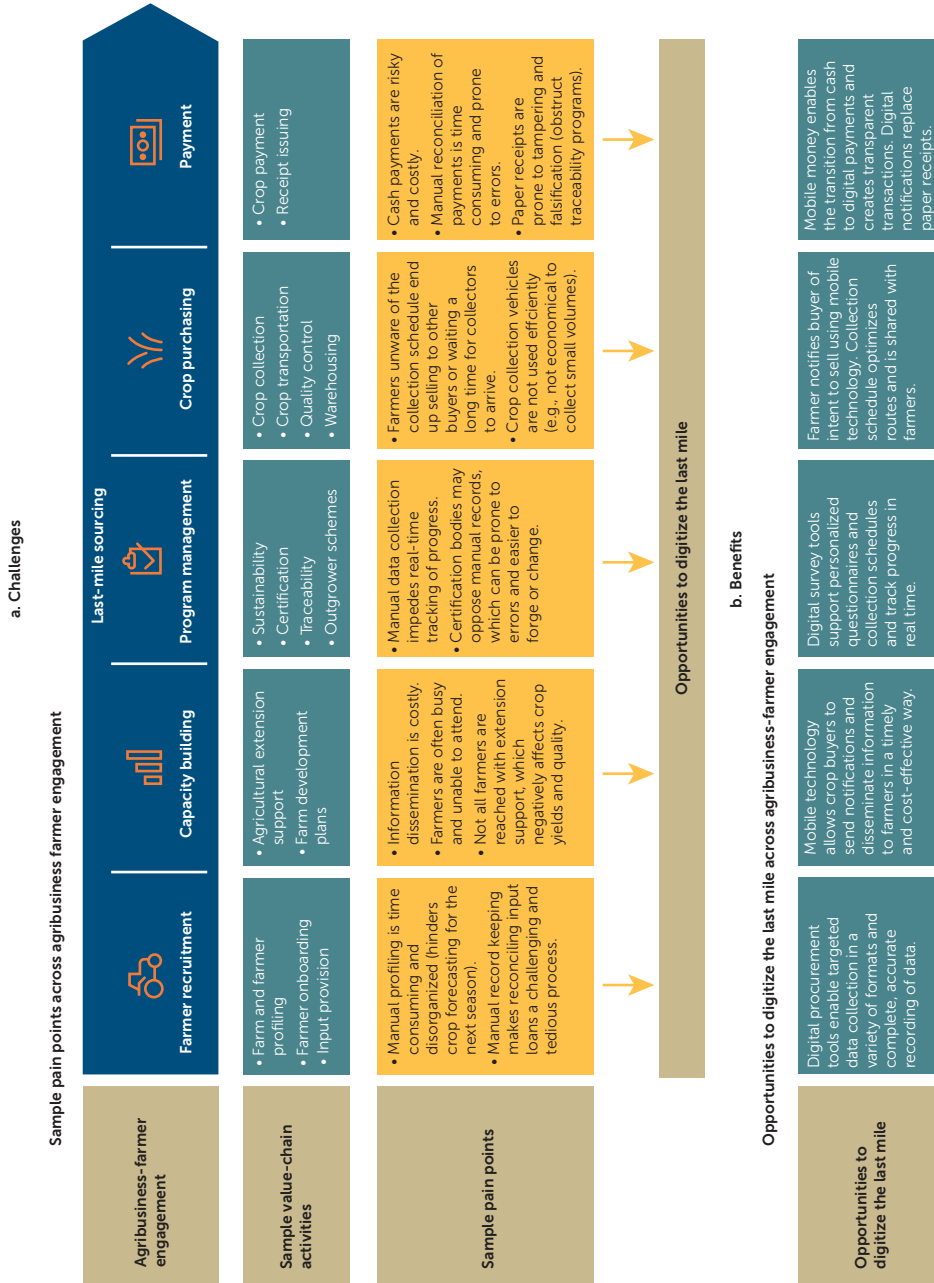 a. Challenges
Sample pain points across agribusiness farmer engagement
Agribusiness-farmer
engagement
Last-mile sourcing
Farmer recruitment
Capacity building
Program management
Crop purchasing
Payment
Sample value-chain
activities
• Farm and farmer
profiling
• Farmer onboarding
• Input provision
• Agricultural extension
support
• Farm development
plans
• Sustainability
• Certification
• Traceability
• Outgrower schemes
• Crop collection
• Crop transportation
• Quality control
• Warehousing
• Crop payment
• Receipt issuing
Sample pain points
• Manual profiling is time
consuming and
disorganized (hinders
crop forecasting for the
next season).
• Manual record keeping
makes reconciling input
loans a challenging and
tedious process.
• Information
dissemination is costly.
• Farmers are often busy
and unable to attend.
• Not all farmers are
reached with extension
support, which
negatively affects crop
yields and quality.
• Manual data collection
impedes real-time
tracking of progress.
• Certification bodies may
oppose manual records,
which can be prone to
errors and easier to
forge or change.
• Farmers unware of the
collection schedule end
up selling to other
buyers or waiting a
long time for collectors
to arrive.
• Crop collection vehicles
are not used effciently
(e.g., not economical to
collect small volumes).
• Cash payments are risky
and costly.
• Manual reconciliation of
payments is time
consuming and prone
to errors.
• Paper receipts are
prone to tampering and
falsification (obstruct
traceability programs).
Opportunities to digitize the last mile
b. Benefits
Opportunities to digitize the last mile across agribusiness-farmer engagement
Opportunities to
digitize the last mile
Digital procurement
tools enable targeted
data collection in a
variety of formats and
complete, accurate
recording of data.
Mobile technology
allows crop buyers to
send notifications and
disseminate information
to farmers in a timely
and cost-effective way.
Digital survey tools
support personalized
questionnaires and
collection schedules
and track progress in
real time.
Farmer notifies buyer of
intent to sell using mobile
technology. Collection
schedule optimizes
routes and is shared with
farmers.
Mobile money enables
the transition from cash
to digital payments and
creates transparent
transactions. Digital
notifications replace
paper receipts.